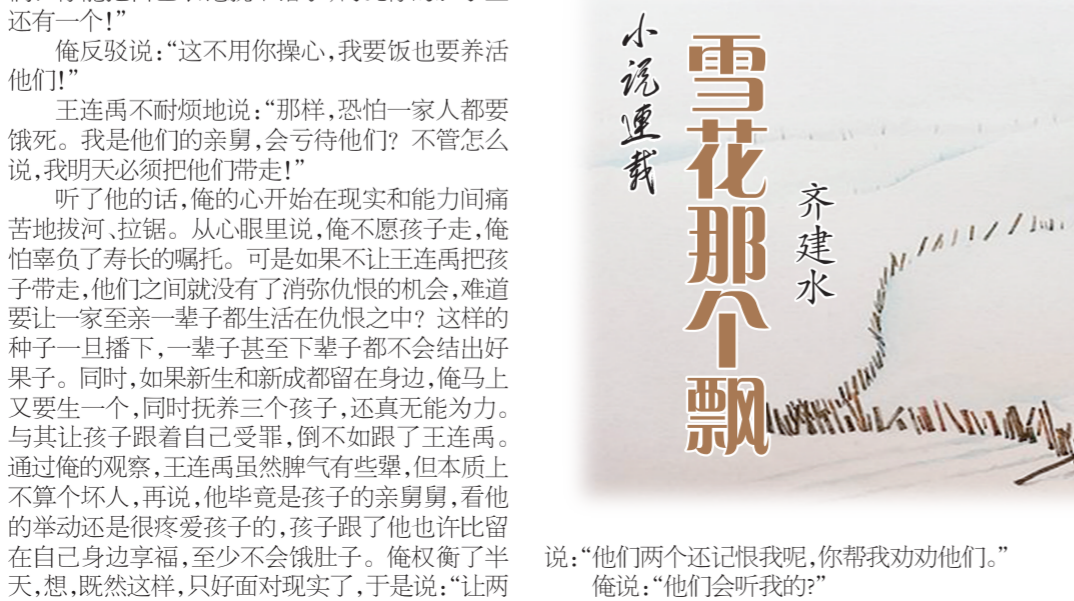 还有一个!”
俺反驳说:“这不用你操心,我要饭也要养活
他们!”
王连禹不耐烦地说:“那样,恐怕一家人都要
饿死。我是他们的亲舅,会亏待他们? 不管怎么
说,我明天必须把他们带走!”
听了他的话,俺的心开始在现实和能力间痛
苦地拔河、拉锯。从心眼里说,俺不愿孩子走,俺
怕辜负了寿长的嘱托。可是如果不让王连禹把孩
子带走,他们之间就没有了消弥仇恨的机会,难道
要让一家至亲一辈子都生活在仇恨之中? 这样的
种子一旦播下,一辈子甚至下辈子都不会结出好
果子。同时,如果新生和新成都留在身边,俺马上
又要生一个,同时抚养三个孩子,还真无能为力。
与其让孩子跟着自己受罪,倒不如跟了王连禹。
通过俺的观察,王连禹虽然脾气有些犟,但本质上
不算个坏人,再说,他毕竟是孩子的亲舅舅,看他
的举动还是很疼爱孩子的,孩子跟了他也许比留
在自己身边享福,至少不会饿肚子。俺权衡了半
天,想,既然这样,只好面对现实了,于是说:“让两
小说連载
雪花那个飘
齐建水
说:“他们两个还记恨我呢,你帮我劝劝他们。”
俺说:“他们会听我的?”